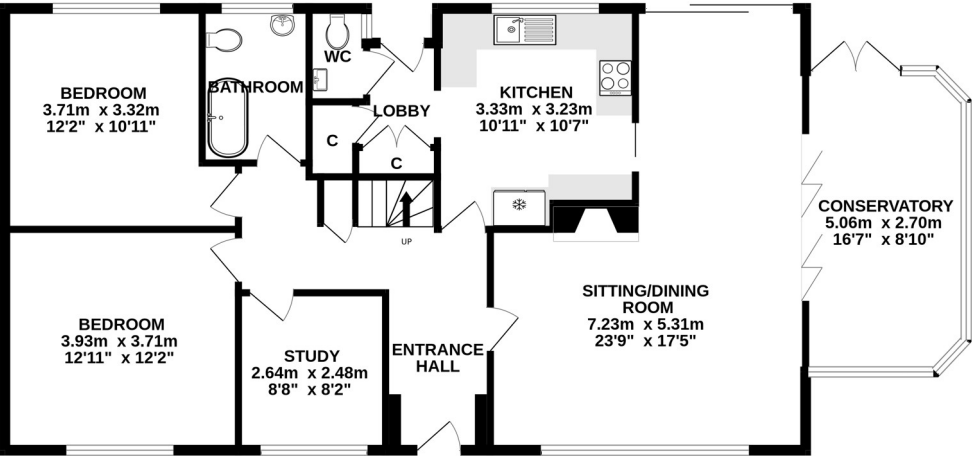 BEDROOM
3.71m x 3.32m
12'2" x 10'11"
BATHROOM
WC
LOBBY
C
C
KITCHEN
3.33m x 3.23m
10'11" x 10'7"
UP
CONSERVATORY
5.06m x 2.70m
16'7" x 8'10"
BEDROOM
3.93m x 3.71m
12'11" x 12'2"
STUDY
2.64m x 2.48m
8'8" x 8'2"
ENTRANCE
HALL
SITTING/DINING
ROOM
7.23m x 5.31m
23'9" x 17'5"